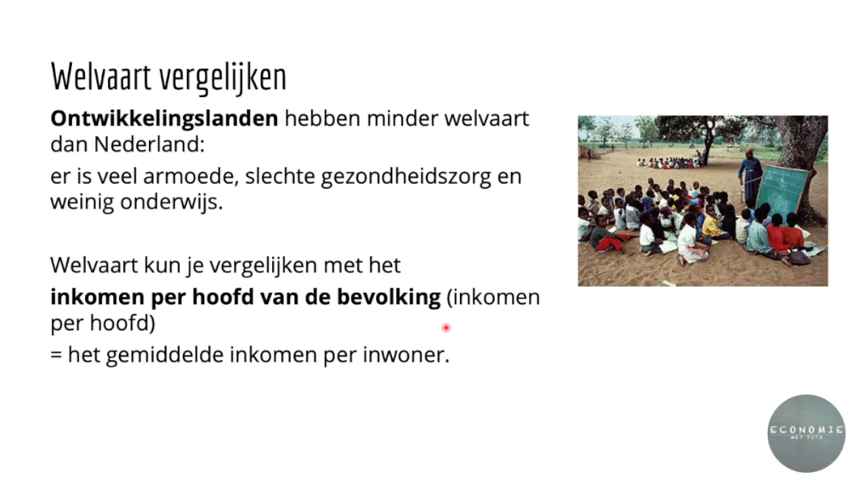 Welvaart vergelijken
Ontwikkelingslanden hebben minder welvaart
dan Nederland:
er is veel armoede, slechte gezondheidszorg en
weinig onderwijs.
Welvaart kun je vergelijken met het
inkomen per hoofd van de bevolking (inkomen
per hoofd)
= het gemiddelde inkomen per inwoner.
ECONOMIE